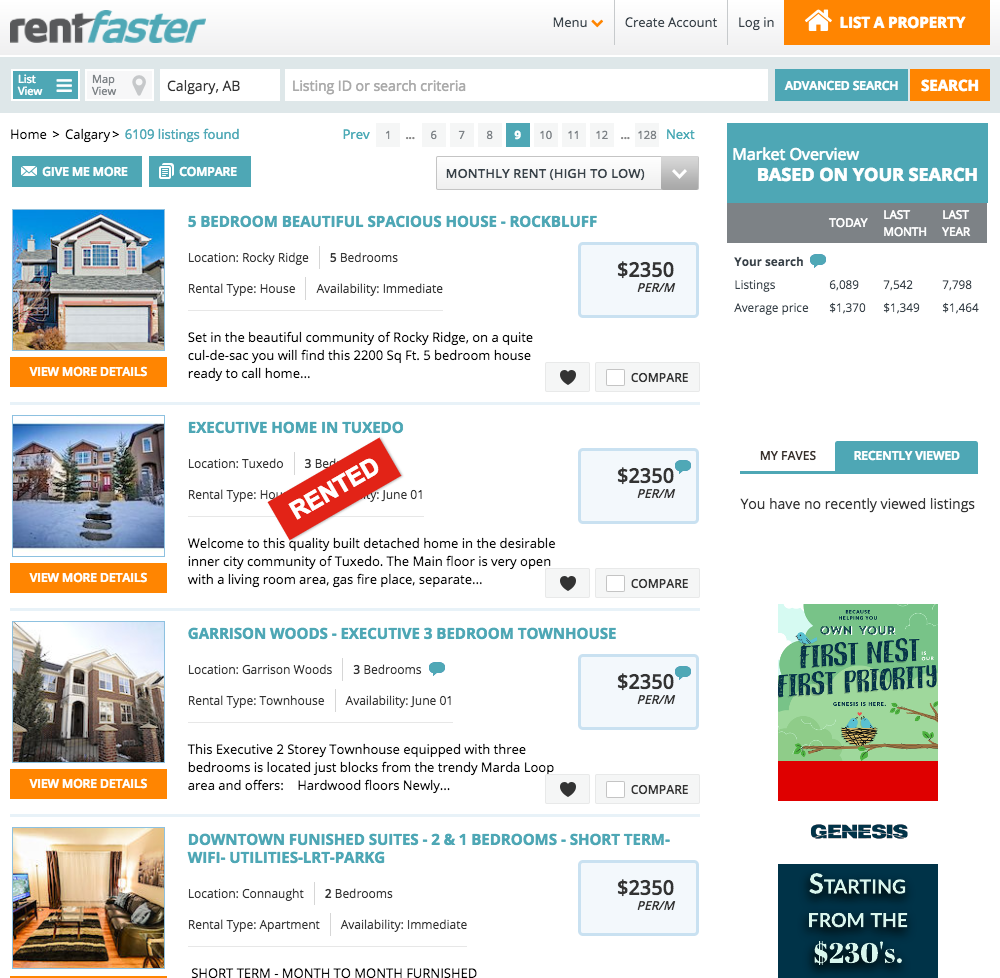 rentfaster
Menu
Create Account
Log in
LIST A PROPERTY
List View
Map View
Calgary, AB
Listing ID or search criteria
ADVANCED SEARCH
SEARCH
Home > Calgary> 6109 listings found
Prev 1 ... 6 7 8 9 10 11 12 ... 128 Next
GIVE ME MORE
COMPARE
MONTHLY RENT (HIGH TO LOW)
5 BEDROOM BEAUTIFUL SPACIOUS HOUSE - ROCKBLUFF
Location: Rocky Ridge
5 Bedrooms
Rental Type: House
Availability: Immediate
$2350
PER/M
Set in the beautiful community of Rocky Ridge, on a quite
cul-de-sac you will find this 2200 Sq Ft. 5 bedroom house
ready to call home...
VIEW MORE DETAILS
COMPARE
EXECUTIVE HOME IN TUXEDO
Location: Tuxedo
3 Bed
Rental Type: Hou
ty: June 01
RENTED
$2350
PER/M
Welcome to this quality built detached home in the desirable
inner city community of Tuxedo. The Main floor is very open
with a living room area, gas fire place, separate...
VIEW MORE DETAILS
COMPARE
GARRISON WOODS - EXECUTIVE 3 BEDROOM TOWNHOUSE
Location: Garrison Woods
3 Bedrooms
Rental Type: Townhouse
Availability: June 01
$2350
PER/M
This Executive 2 Storey Townhouse equipped with three
bedrooms is located just blocks from the trendy Marda Loop
area and offers: Hardwood floors Newly...
VIEW MORE DETAILS
COMPARE
DOWNTOWN FUNISHED SUITES - 2 & 1 BEDROOMS - SHORT TERM-
WIFI- UTILITIES-LRT-PARKG
Location: Connaught
2 Bedrooms
Rental Type: Apartment
Availability: Immediate
$2350
PER/M
SHORT TERM - MONTH TO MONTH FURNISHED
Market Overview
BASED ON YOUR SEARCH
TODAY LAST MONTH LAST YEAR
Your search
Listings 6,089 7,542 7,798
Average price $1,370 $1,349 $1,464
MY FAVES
RECENTLY VIEWED
You have no recently viewed listings
BECAUSE
HELPING YOU
OWN YOUR
FIRST NEST
IS OUR
FIRST PRIORITY
GENESIS IS HERE.
GENESIS
STARTING
FROM THE
$230's.